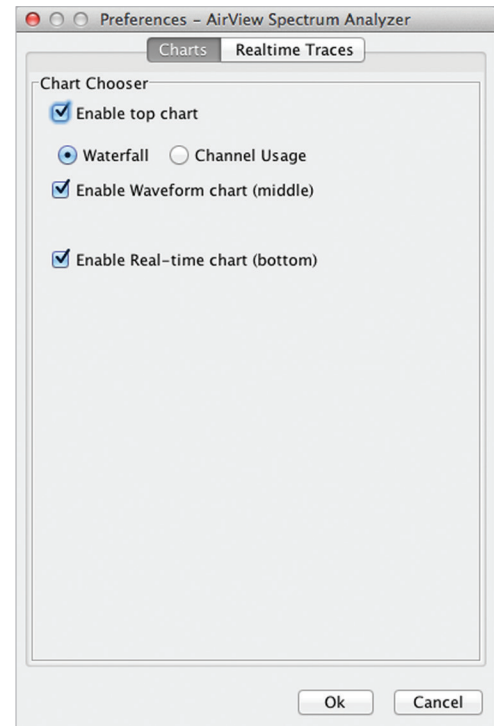 Preferences – AirView Spectrum Analyzer
Charts Realtime Traces
Chart Chooser
Enable top chart
Waterfall Channel Usage
Enable Waveform chart (middle)
Enable Real-time chart (bottom)
Ok Cancel